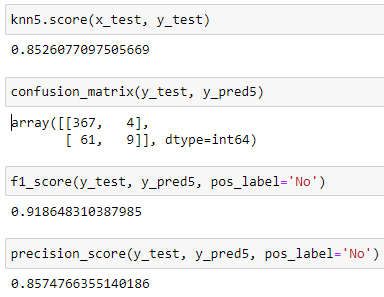 knn5.score(x_test, y_test)
0.8526077097505669
confusion_matrix(y_test, y_pred5)
array([[367,   4],
       [ 61,   9]], dtype=int64)
f1_score(y_test, y_pred5, pos_label='No')
0.918648310387985
precision_score(y_test, y_pred5, pos_label='No')
0.8574766355140186